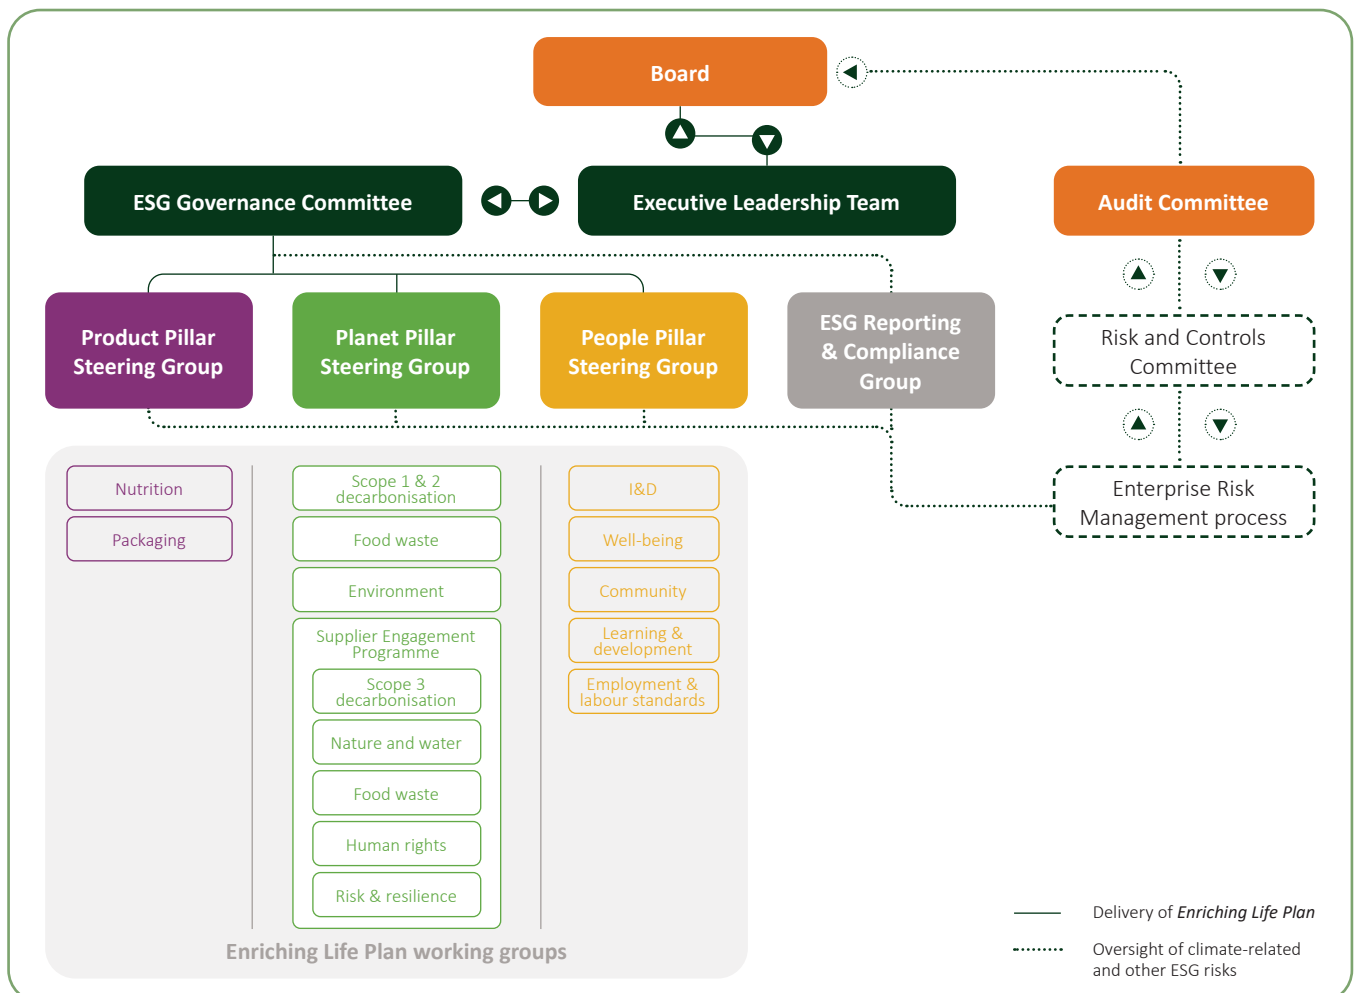 Board
ESG Governance Committee
Executive Leadership Team
Audit Committee
Product Pillar
Steering Group
Planet Pillar
Steering Group
People Pillar
Steering Group
ESG Reporting
& Compliance
Group
Risk and Controls
Committee
Enterprise Risk
Management process
Nutrition
Packaging
Scope 1 & 2
decarbonisation
Food waste
Environment
Supplier Engagement
Programme
Scope 3
decarbonisation
Nature and water
Food waste
Human rights
Risk & resilience
I&D
Well-being
Community
Learning &
development
Employment &
labour standards
Enriching Life Plan working groups
Delivery of Enriching Life Plan
Oversight of climate-related
and other ESG risks